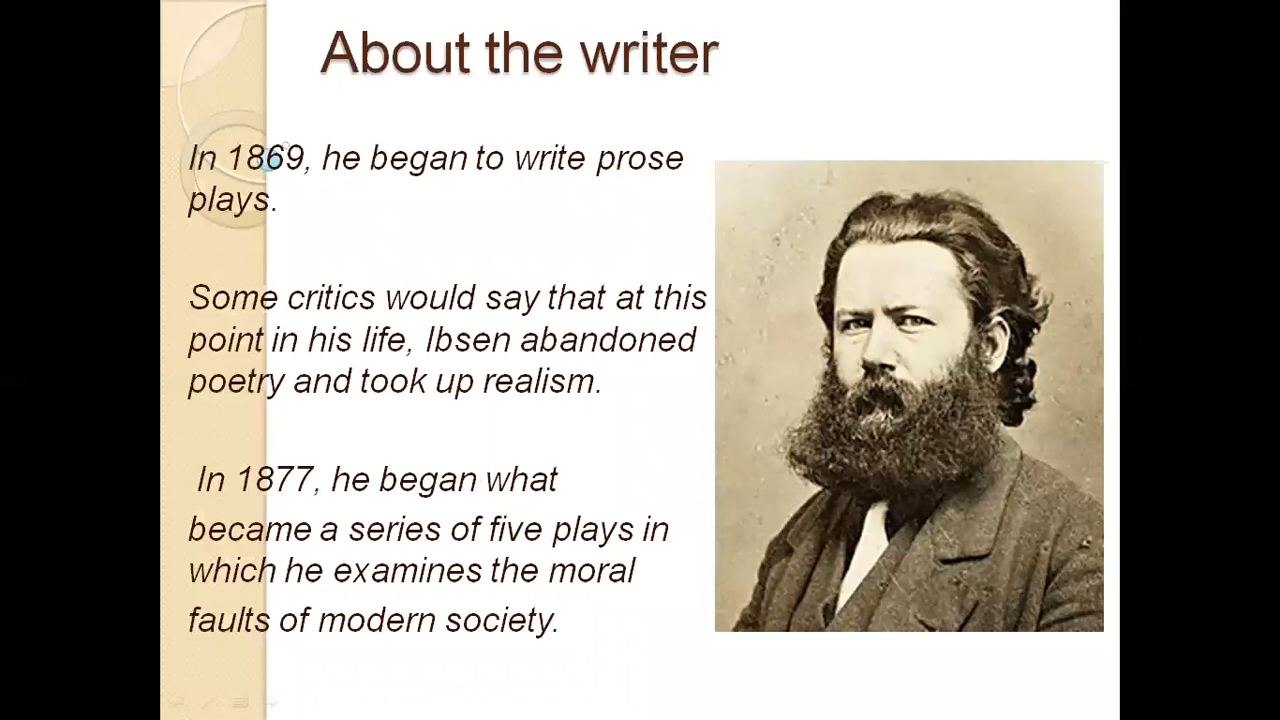 About the writer
In 1869, he began to write prose
plays.
Some critics would say that at this
point in his life, Ibsen abandoned
poetry and took up realism.
In 1877, he began what
became a series of five plays in
which he examines the moral
faults of modern society.